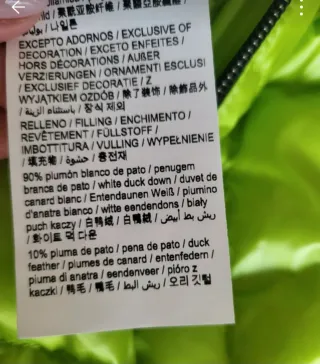 EXCEPTO ADORNOS / EXCLUSIVE OF
DECORATION / EXCETO ENFEITES /
HORS DÉCORATIONS / AUßER
VERZIERUNGEN / ORNAMENTI ESCLUSI
/ EXCLUSIEF DECORATIE / Z
WYJĄTKIEM OZDÓB / 除了装饰 / 除飾品外
/ باستثناء الزينة / 장식 제외
RELLENO / FILLING / ENCHIMENTO /
REVÊTEMENT / FÜLLSTOFF /
IMBOTTITURA / VULLING / WYPEŁNIENIE
/ 填充物 / حشوة / 충전재
90% plumón blanco de pato / penugem
branca de pato / white duck down / duvet de
canard blanc / Entendaunen Weiß / piumino
d'anatra bianco / witte eendendons / biały
puch kaczy / 白鸭绒 / 白鴨絨 / ريش بط أبيض
/ 화이트 덕 다운
10% pluma de pato / pena de pato / duck
feather / plumes de canard / entenfedern /
piuma di anatra / eendenveer / pióro z
kaczki / 鸭毛 / 鴨毛 / ريش البط / 오리 깃털